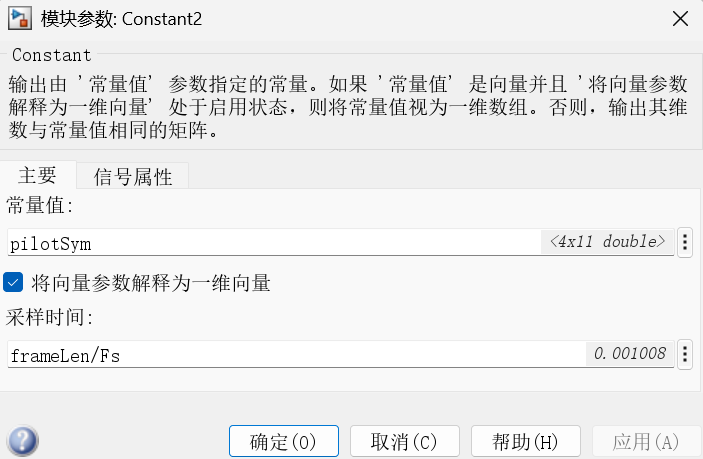 模块参数: Constant2
Constant
输出由 '常量值' 参数指定的常量。如果 '常量值' 是向量并且 '将向量参数
解释为一维向量' 处于启用状态，则将常量值视为一维数组。否则，输出其维
数与常量值相同的矩阵。
主要 信号属性
常量值:
pilotSym <4x11 double>
将向量参数解释为一维向量
采样时间:
frameLen/Fs 0.001008
确定(O) 取消(C) 帮助(H) 应用(A)